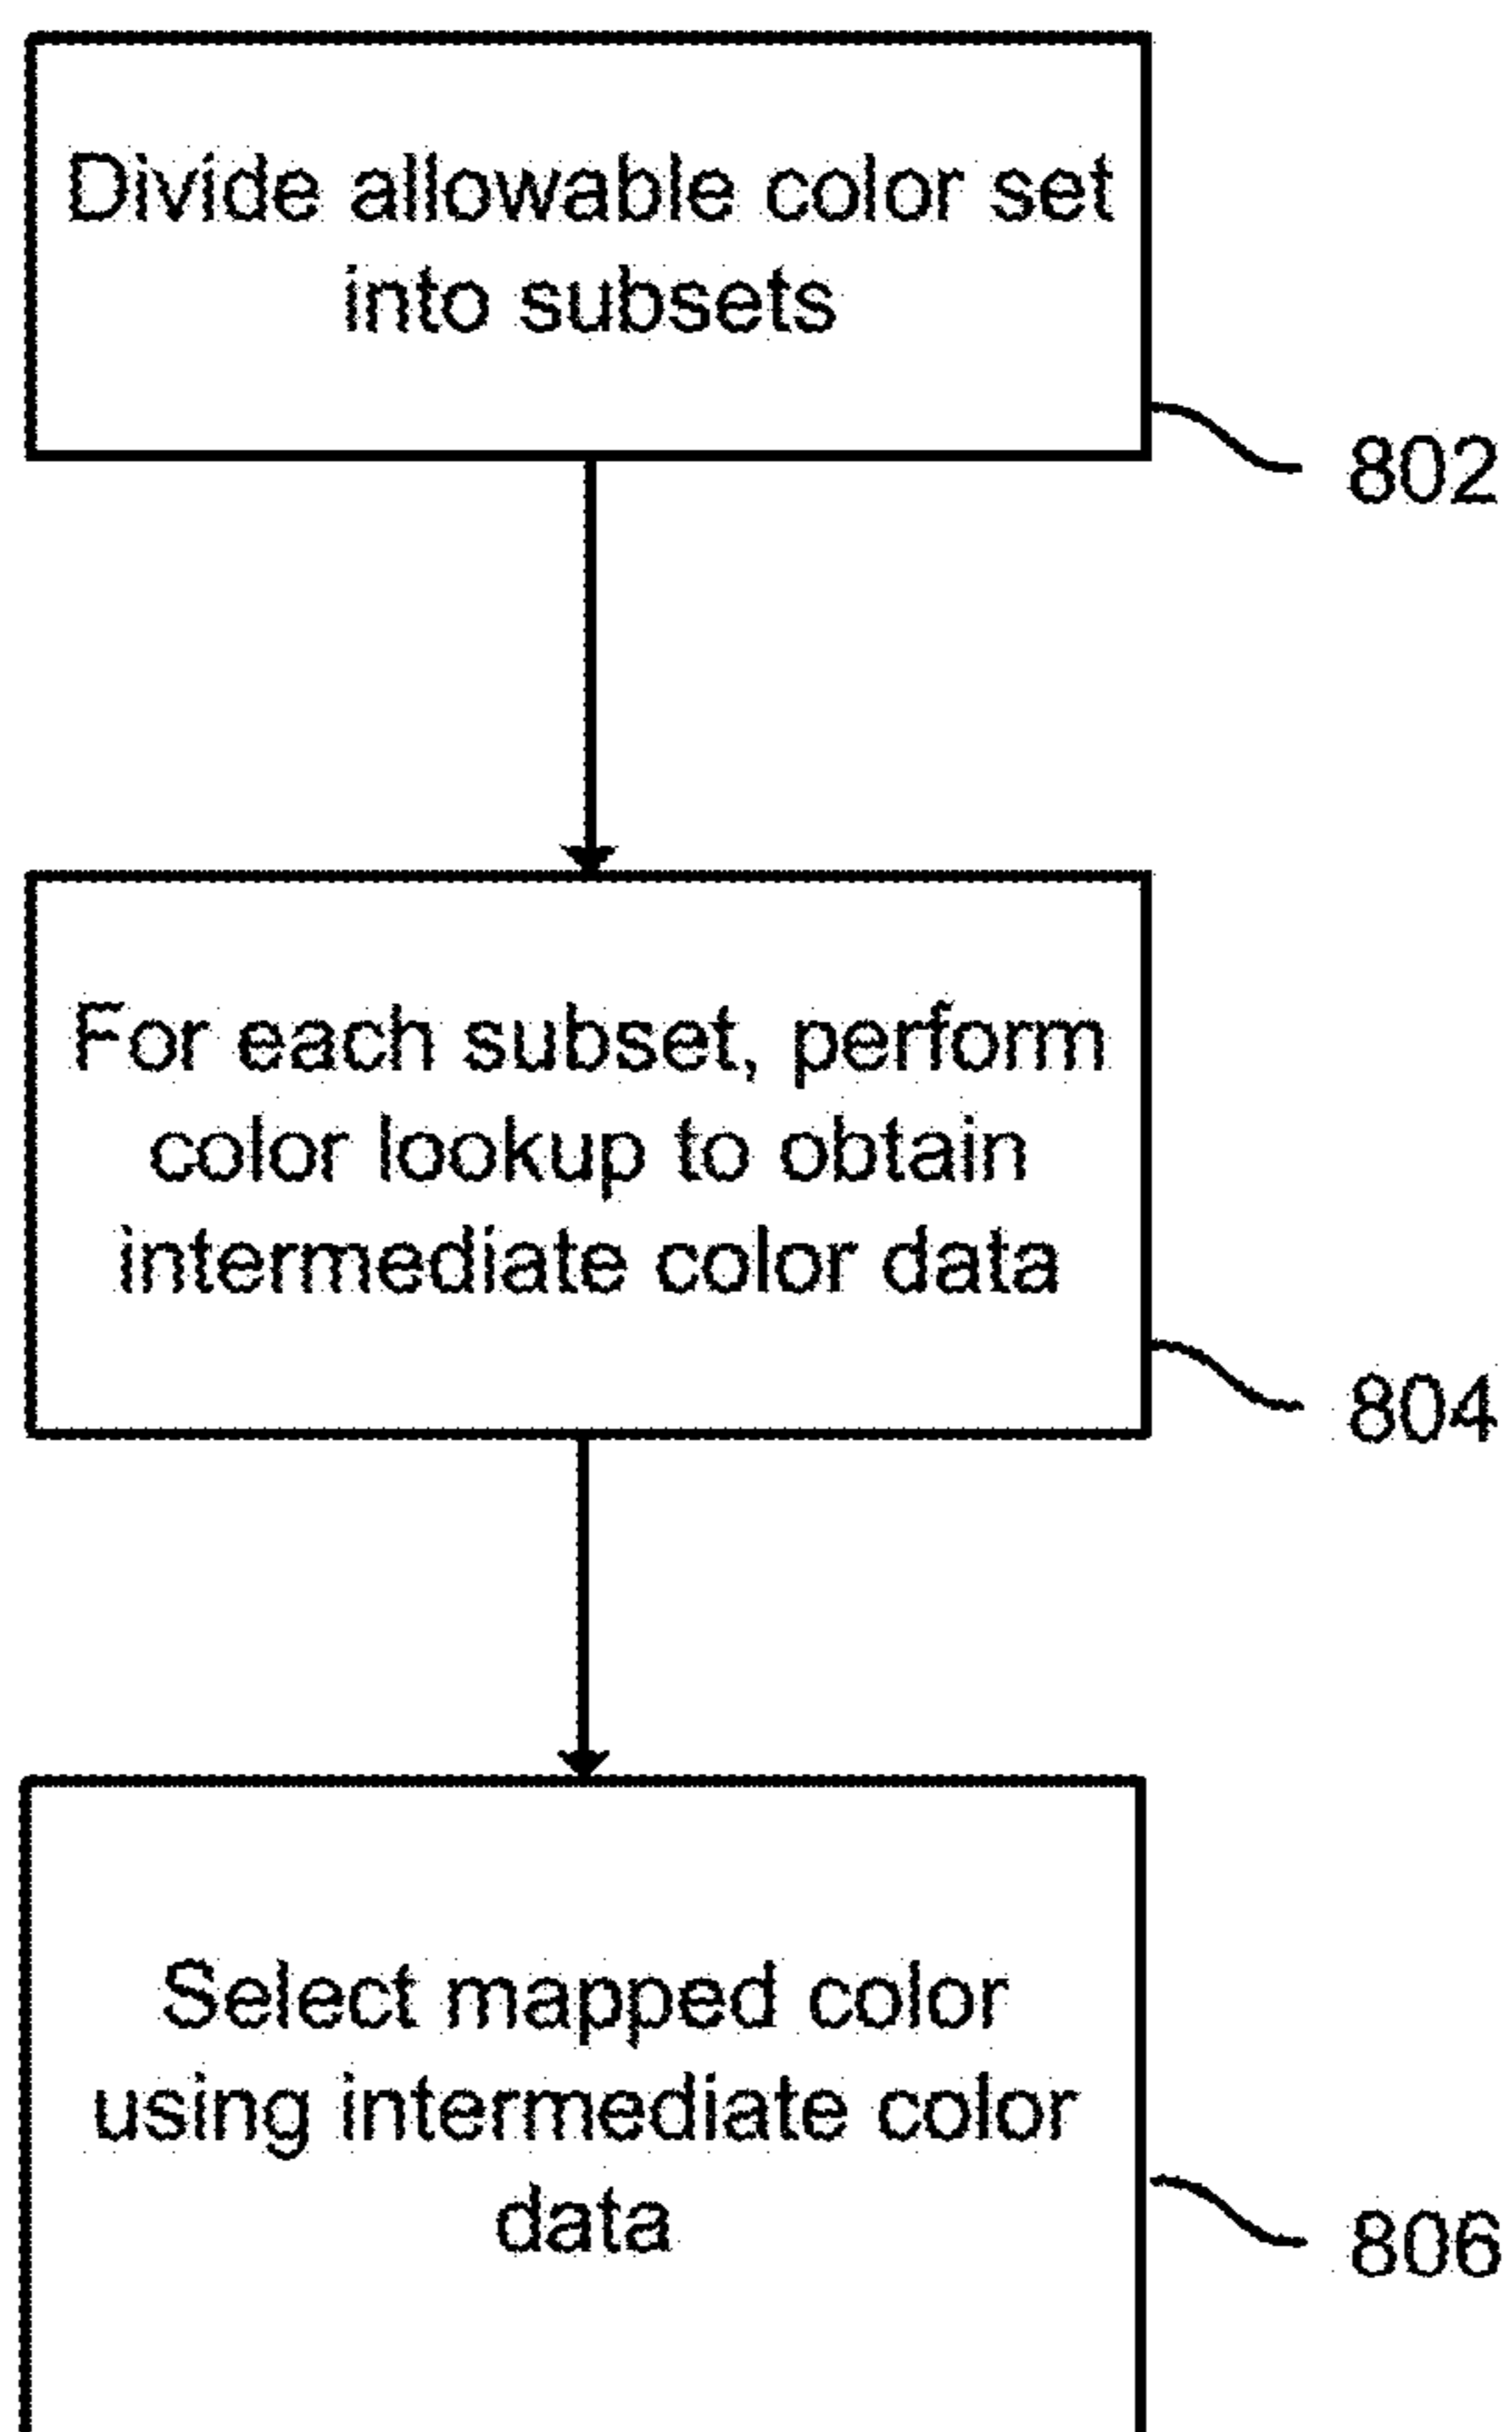 Divide allowable color set
into subsets
802
For each subset, perform
color lookup to obtain
intermediate color data
804
Select mapped color
using intermediate color
data
806